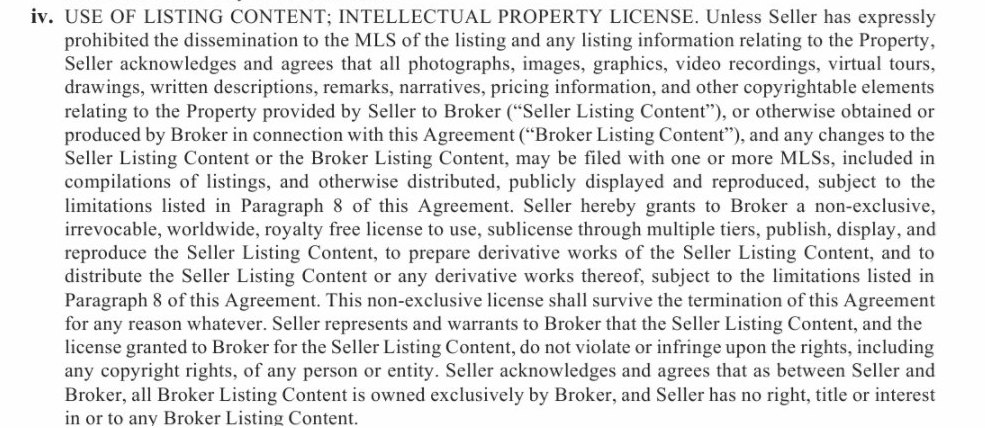 iv. USE OF LISTING CONTENT; INTELLECTUAL PROPERTY LICENSE. Unless Seller has expressly
prohibited the dissemination to the MLS of the listing and any listing information relating to the Property,
Seller acknowledges and agrees that all photographs, images, graphics, video recordings, virtual tours,
drawings, written descriptions, remarks, narratives, pricing information, and other copyrightable elements
relating to the Property provided by Seller to Broker (“Seller Listing Content”), or otherwise obtained or
produced by Broker in connection with this Agreement (“Broker Listing Content”), and any changes to the
Seller Listing Content or the Broker Listing Content, may be filed with one or more MLSs, included in
compilations of listings, and otherwise distributed, publicly displayed and reproduced, subject to the
limitations listed in Paragraph 8 of this Agreement. Seller hereby grants to Broker a non-exclusive,
irrevocable, worldwide, royalty free license to use, sublicense through multiple tiers, publish, display, and
reproduce the Seller Listing Content, to prepare derivative works of the Seller Listing Content, and to
distribute the Seller Listing Content or any derivative works thereof, subject to the limitations listed in
Paragraph 8 of this Agreement. This non-exclusive license shall survive the termination of this Agreement
for any reason whatever. Seller represents and warrants to Broker that the Seller Listing Content, and the
license granted to Broker for the Seller Listing Content, do not violate or infringe upon the rights, including
any copyright rights, of any person or entity. Seller acknowledges and agrees that as between Seller and
Broker, all Broker Listing Content is owned exclusively by Broker, and Seller has no right, title or interest
in or to any Broker Listing Content.